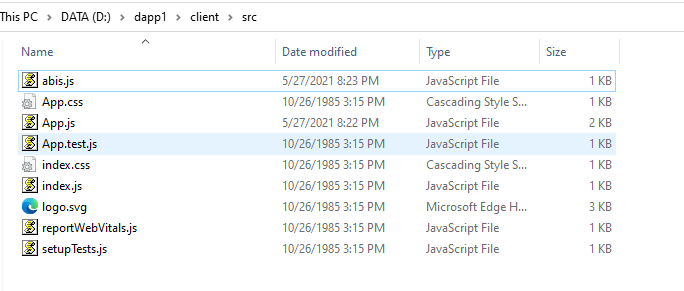 This PC > DATA (D:) > dapp1 > client > src
Name Date modified Type Size
abis.js 5/27/2021 8:23 PM JavaScript File 1 KB
App.css 10/26/1985 3:15 PM Cascading Style S... 1 KB
App.js 5/27/2021 8:22 PM JavaScript File 2 KB
App.test.js 10/26/1985 3:15 PM JavaScript File 1 KB
index.css 10/26/1985 3:15 PM Cascading Style S... 1 KB
index.js 10/26/1985 3:15 PM JavaScript File 1 KB
logo.svg 10/26/1985 3:15 PM Microsoft Edge H... 3 KB
reportWebVitals.js 10/26/1985 3:15 PM JavaScript File 1 KB
setupTests.js 10/26/1985 3:15 PM JavaScript File 1 KB